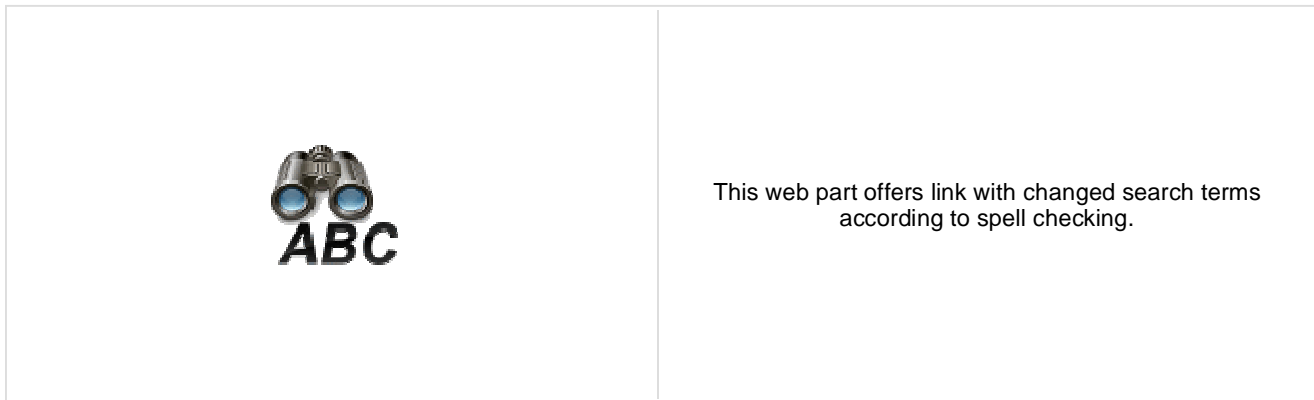 ABC
This web part offers link with changed search terms
according to spell checking.